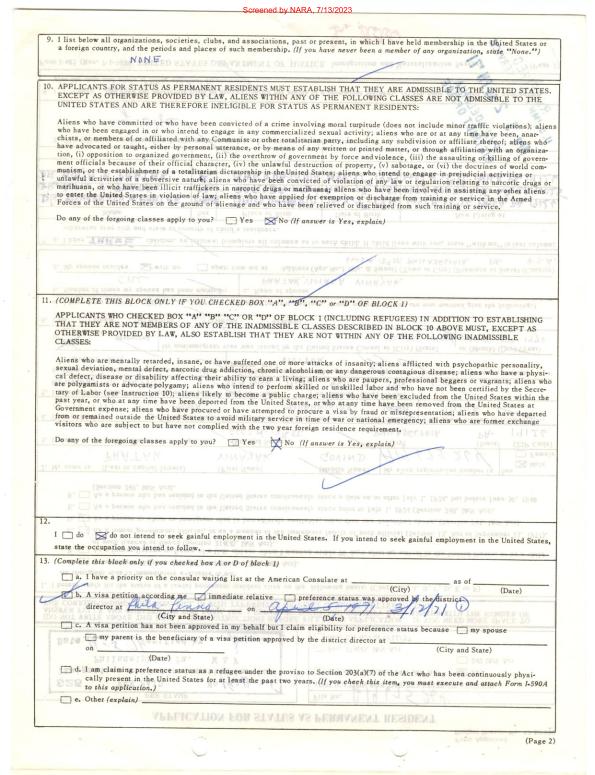 Screened by NARA, 7/13/2023
9. I list below all organizations, societies, clubs, and associations, past or present, in which I have held membership in the United States or
a foreign country, and the periods and places of such membership. (If you have never been a member of any organization, state "None.")
NONE
10. APPLICANTS FOR STATUS AS PERMANENT RESIDENTS MUST ESTABLISH THAT THEY ARE ADMISSIBLE TO THE UNITED STATES.
EXCEPT AS OTHERWISE PROVIDED BY LAW, ALIENS WITHIN ANY OF THE FOLLOWING CLASSES ARE NOT ADMISSIBLE TO THE
UNITED STATES AND ARE THEREFORE INELIGIBLE FOR STATUS AS PERMANENT RESIDENTS:
Aliens who have committed or who have been convicted of a crime involving moral turpitude (does not include minor traffic violations); aliens
who have been engaged in or who intend to engage in any commercialized sexual activity; aliens who are or at any time have been, anar-
chists, or members of or affiliated with any Communist or other totalitarian party, including any subdivision or affiliate thereof; aliens who
have advocated or taught, either by personal utterance, or by means of any written or printed matter, or through affiliation with an organiza-
tion, (i) opposition to organized government, (ii) the overthrow of government by force and violence, (iii) the assaulting or killing of govern-
ment officials because of their official character, (iv) the unlawful destruction of property, (v) sabotage, or (vi) the doctrines of world com-
munism, or the establishment of a totalitarian dictatorship in the United States; aliens who intend to engage in prejudicial activities or
unlawful activities of a subversive nature; aliens who have been convicted of violation of any law or regulation relating to narcotic drugs or
marihuana, or who have been illicit traffickers in narcotic drugs or marihuana; aliens who have been involved in assisting any other aliens
to enter the United States in violation of law; aliens who have applied for exemption or discharge from training or service in the Armed
Forces of the United States on the ground of alienage and who have been relieved or discharged from such training or service.
Do any of the foregoing classes apply to you? Yes No (If answer is Yes, explain)
11. (COMPLETE THIS BLOCK ONLY IF YOU CHECKED BOX "A", "B", "C" or "D" OF BLOCK 1)
APPLICANTS WHO CHECKED BOX "A" "B" "C" OR "D" OF BLOCK 1 (INCLUDING REFUGEES) IN ADDITION TO ESTABLISHING
THAT THEY ARE NOT MEMBERS OF ANY OF THE INADMISSIBLE CLASSES DESCRIBED IN BLOCK 10 ABOVE MUST, EXCEPT AS
OTHERWISE PROVIDED BY LAW, ALSO ESTABLISH THAT THEY ARE NOT WITHIN ANY OF THE FOLLOWING INADMISSIBLE
CLASSES:
Aliens who are mentally retarded, insane, or have suffered one or more attacks of insanity; aliens afflicted with psychopathic personality,
sexual deviation, mental defect, narcotic drug addiction, chronic alcoholism or any dangerous contagious disease; aliens who have a physi-
cal defect, disease or disability affecting their ability to earn a living; aliens who are paupers, professional beggars or vagrants; aliens who
are polygamists or advocate polygamy; aliens who intend to perform skilled or unskilled labor and who have not been certified by the Secre-
tary of Labor (see Instruction 10); aliens likely to become a public charge; aliens who have been excluded from the United States within the
past year, or who at any time have been deported from the United States, or who at any time have been removed from the United States at
Government expense; aliens who have procured or have attempted to procure a visa by fraud or misrepresentation; aliens who have departed
from or remained outside the United States to avoid military service in time of war or national emergency; aliens who are former exchange
visitors who are subject to but have not complied with the two year foreign residence requirement.
Do any of the foregoing classes apply to you? Yes No (If answer is Yes, explain)
12.
I do do not intend to seek gainful employment in the United States. If you intend to seek gainful employment in the United States,
state the occupation you intend to follow.
13. (Complete this block only if you checked box A or D of block 1)
a. I have a priority on the consular waiting list at the American Consulate at as of
(City) (Date)
b. A visa petition according me immediate relative preference status was approved by the district
director at Phila Penna on April 5 1971 3/12/71 1
(City and State) (Date)
c. A visa petition has not been approved in my behalf but I claim eligibility for preference status because my spouse
my parent is the beneficiary of a visa petition approved by the district director at
on (City and State)
(Date)
d. I am claiming preference status as a refugee under the proviso to Section 203(a)(7) of the Act who has been continuously physi-
cally present in the United States for at least the past two years. (If you check this item, you must execute and attach Form I-590A
to this application.)
e. Other (explain)
(Page 2)